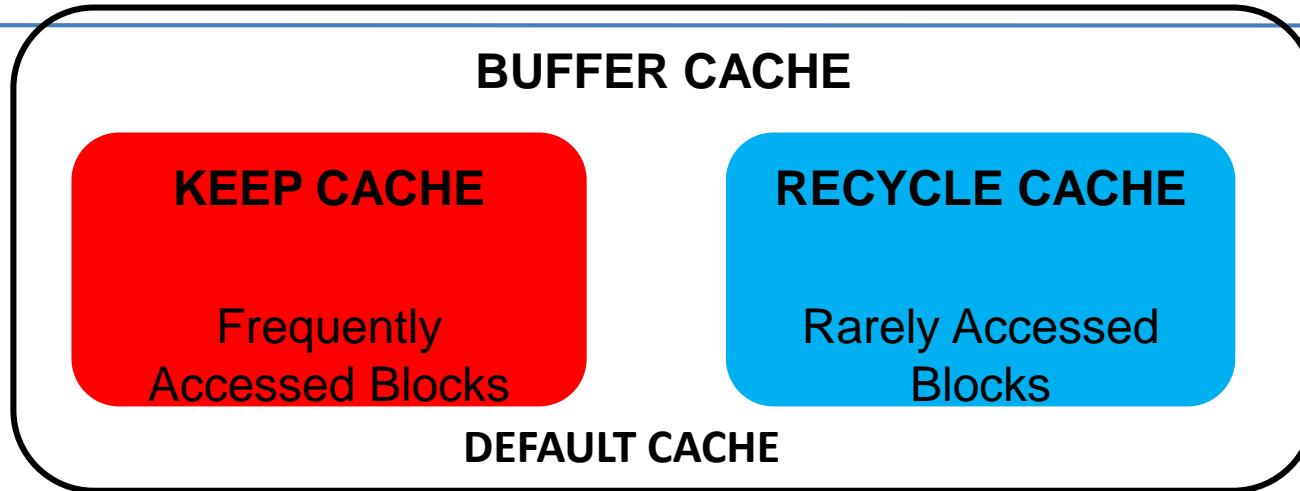 BUFFER CACHE
KEEP CACHE
Frequently
Accessed Blocks
RECYCLE CACHE
Rarely Accessed
Blocks
DEFAULT CACHE